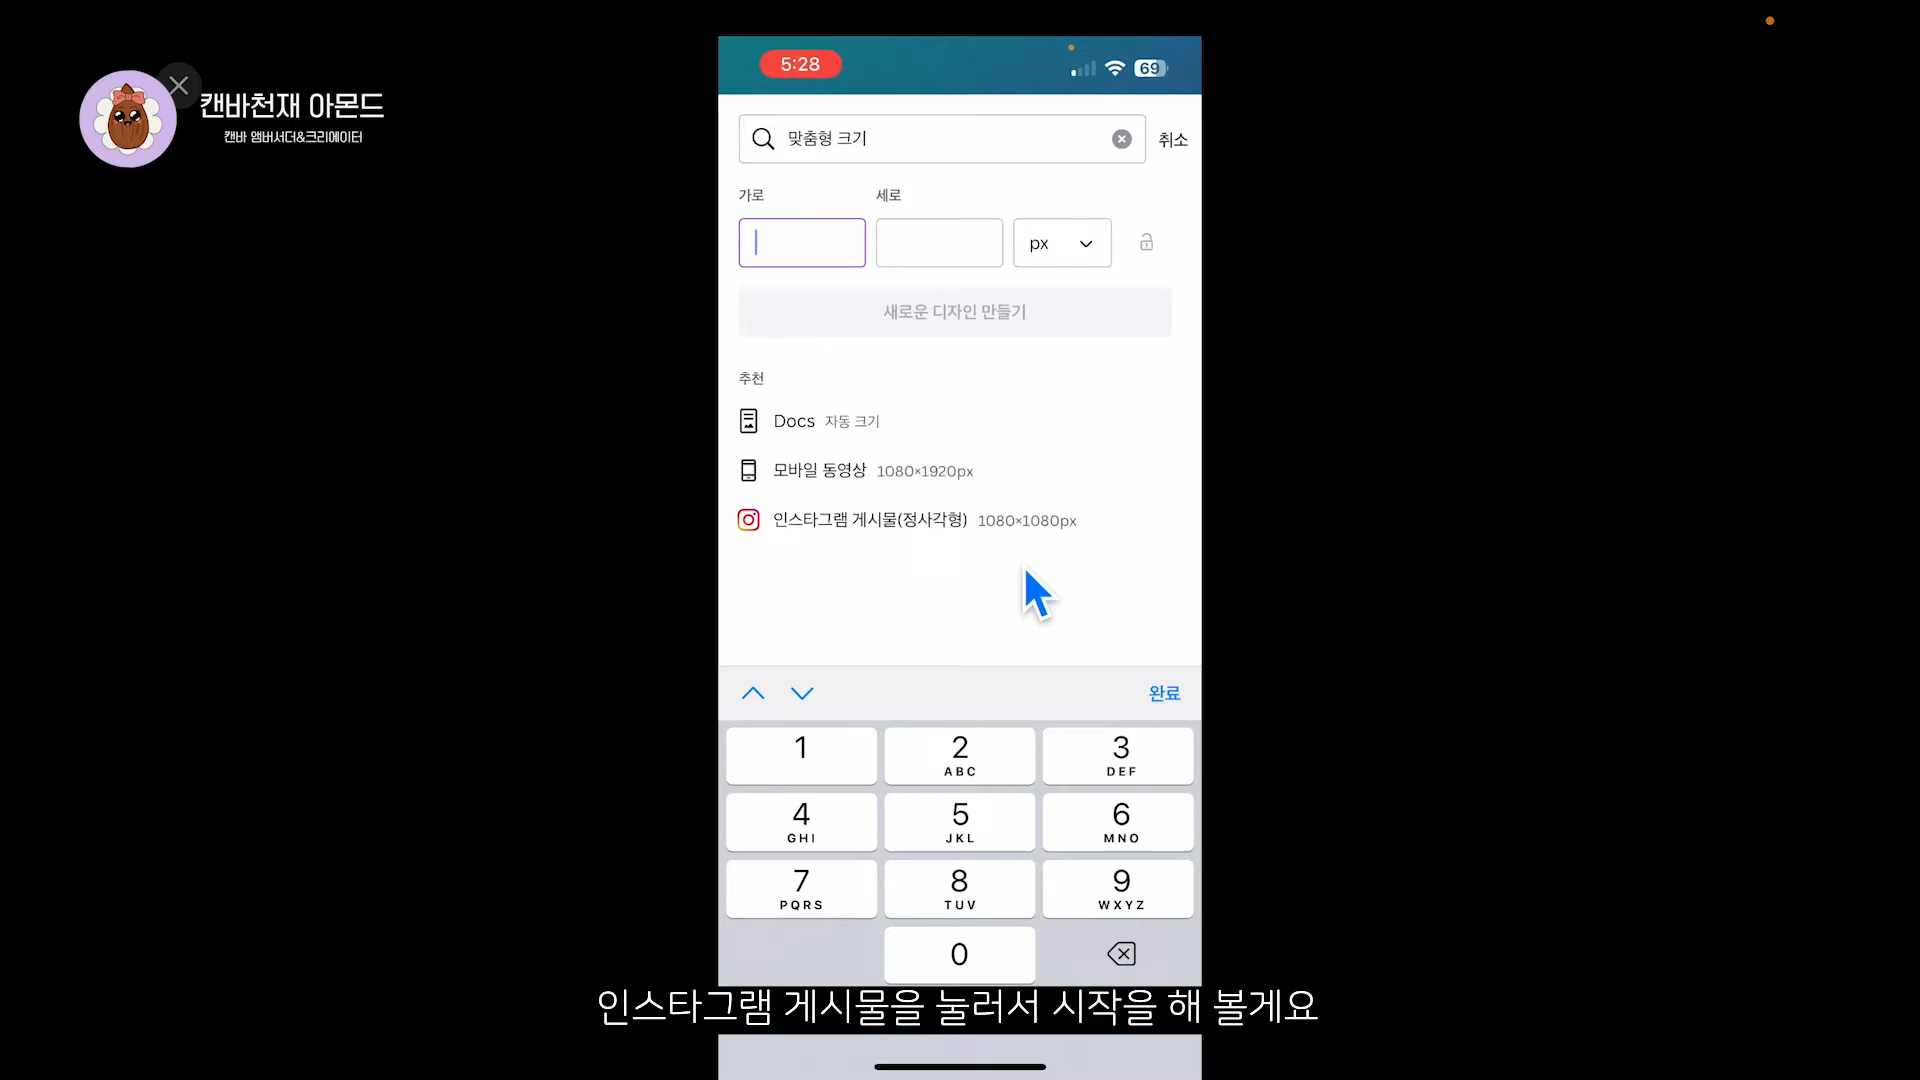 캔바천재 아몬드
캔바 앰버서더&크리에이터
5:28
69
맞춤형 크기
취소
가로 세로
px
새로운 디자인 만들기
추천
Docs 자동 크기
모바일 동영상 1080×1920px
인스타그램 게시물(정사각형) 1080×1080px
완료
1 2 3
ABC DEF
4 5 6
GHI JKL MNO
7 8 9
PQRS TUV WXYZ
0
인스타그램 게시물을 눌러서 시작을 해 볼게요